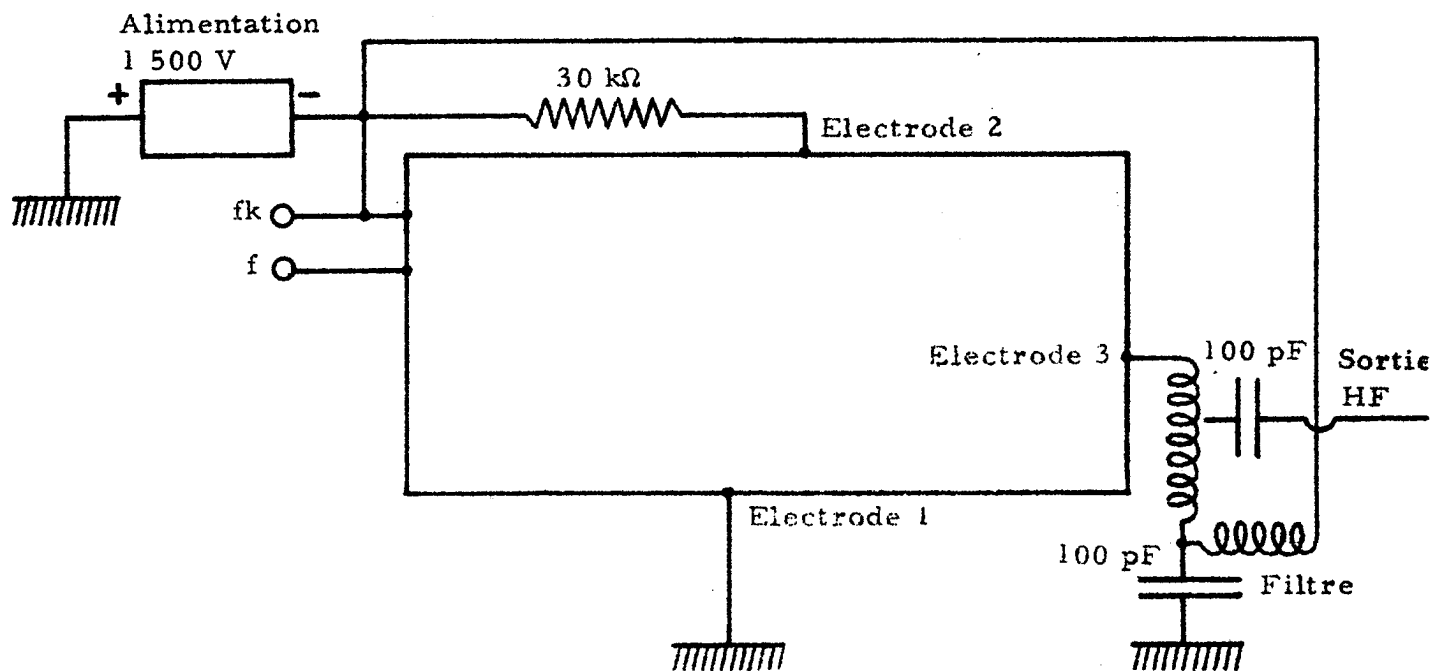 Alimentation
1 500 V
+ -
30 kΩ
Electrode 2
fk
f
Electrode 3
100 pF
Sortie
HF
Electrode 1
100 pF
Filtre